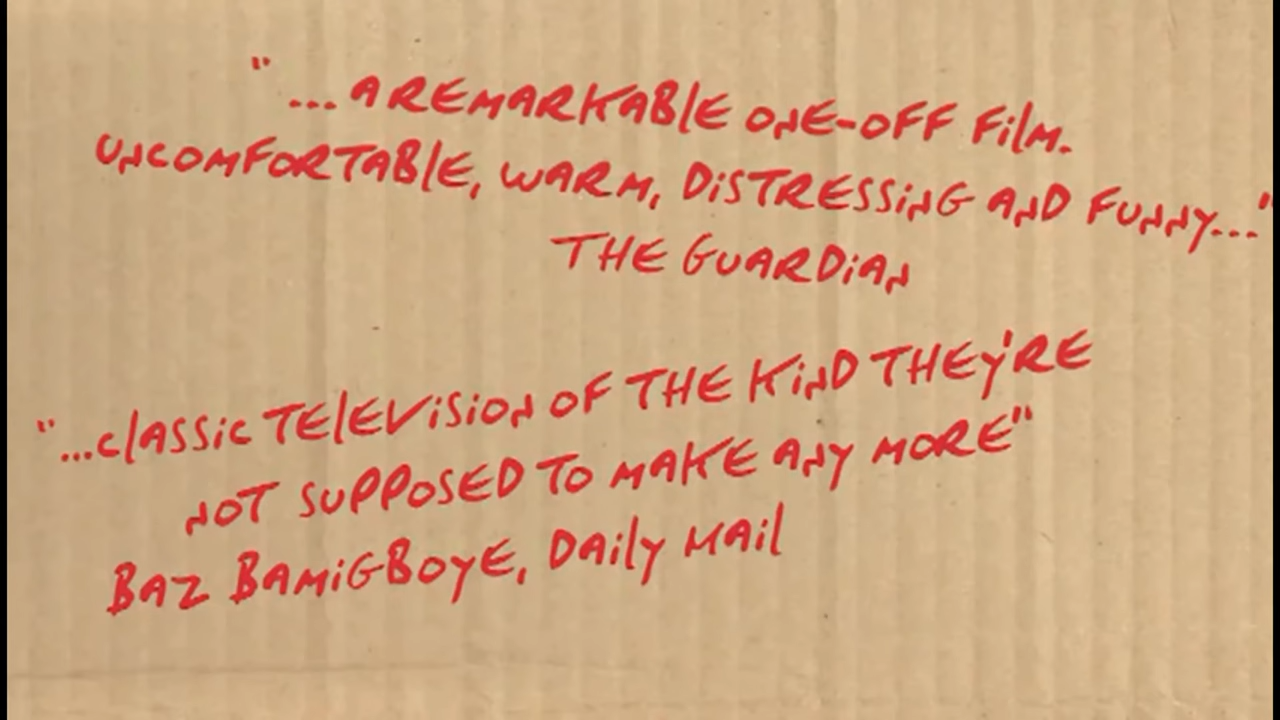 "...A REMARKABLE ONE-OFF FilM.
UNCOMFORTABlE, WARM, DiSTRESSiNG AND FUNNY..."
THE GUARDiAN
"...ClASSiC TElEViSiON OF THE KiND THEY'RE
NOT SUPPOSED TO MAKE ANY MORE"
BAZ BAMiGBOYE, DAily MAil